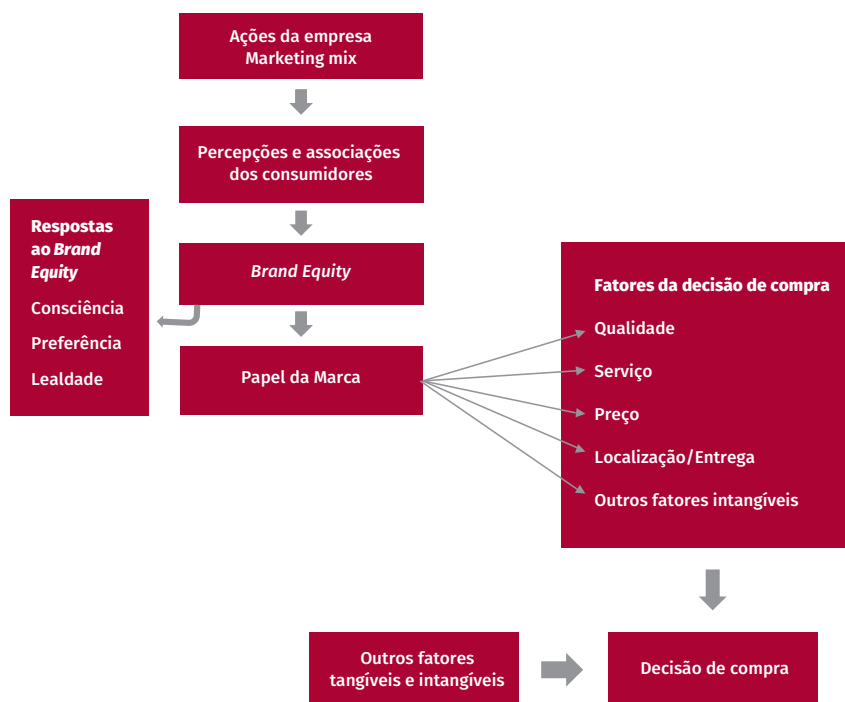 Ações da empresa
Marketing mix
Percepções e associações
dos consumidores
Respostas
ao Brand
Equity
Consciência
Preferência
Lealdade
Brand Equity
Papel da Marca
Fatores da decisão de compra
Qualidade
Serviço
Preço
Localização/Entrega
Outros fatores intangíveis
Outros fatores
tangíveis e intangíveis
Decisão de compra